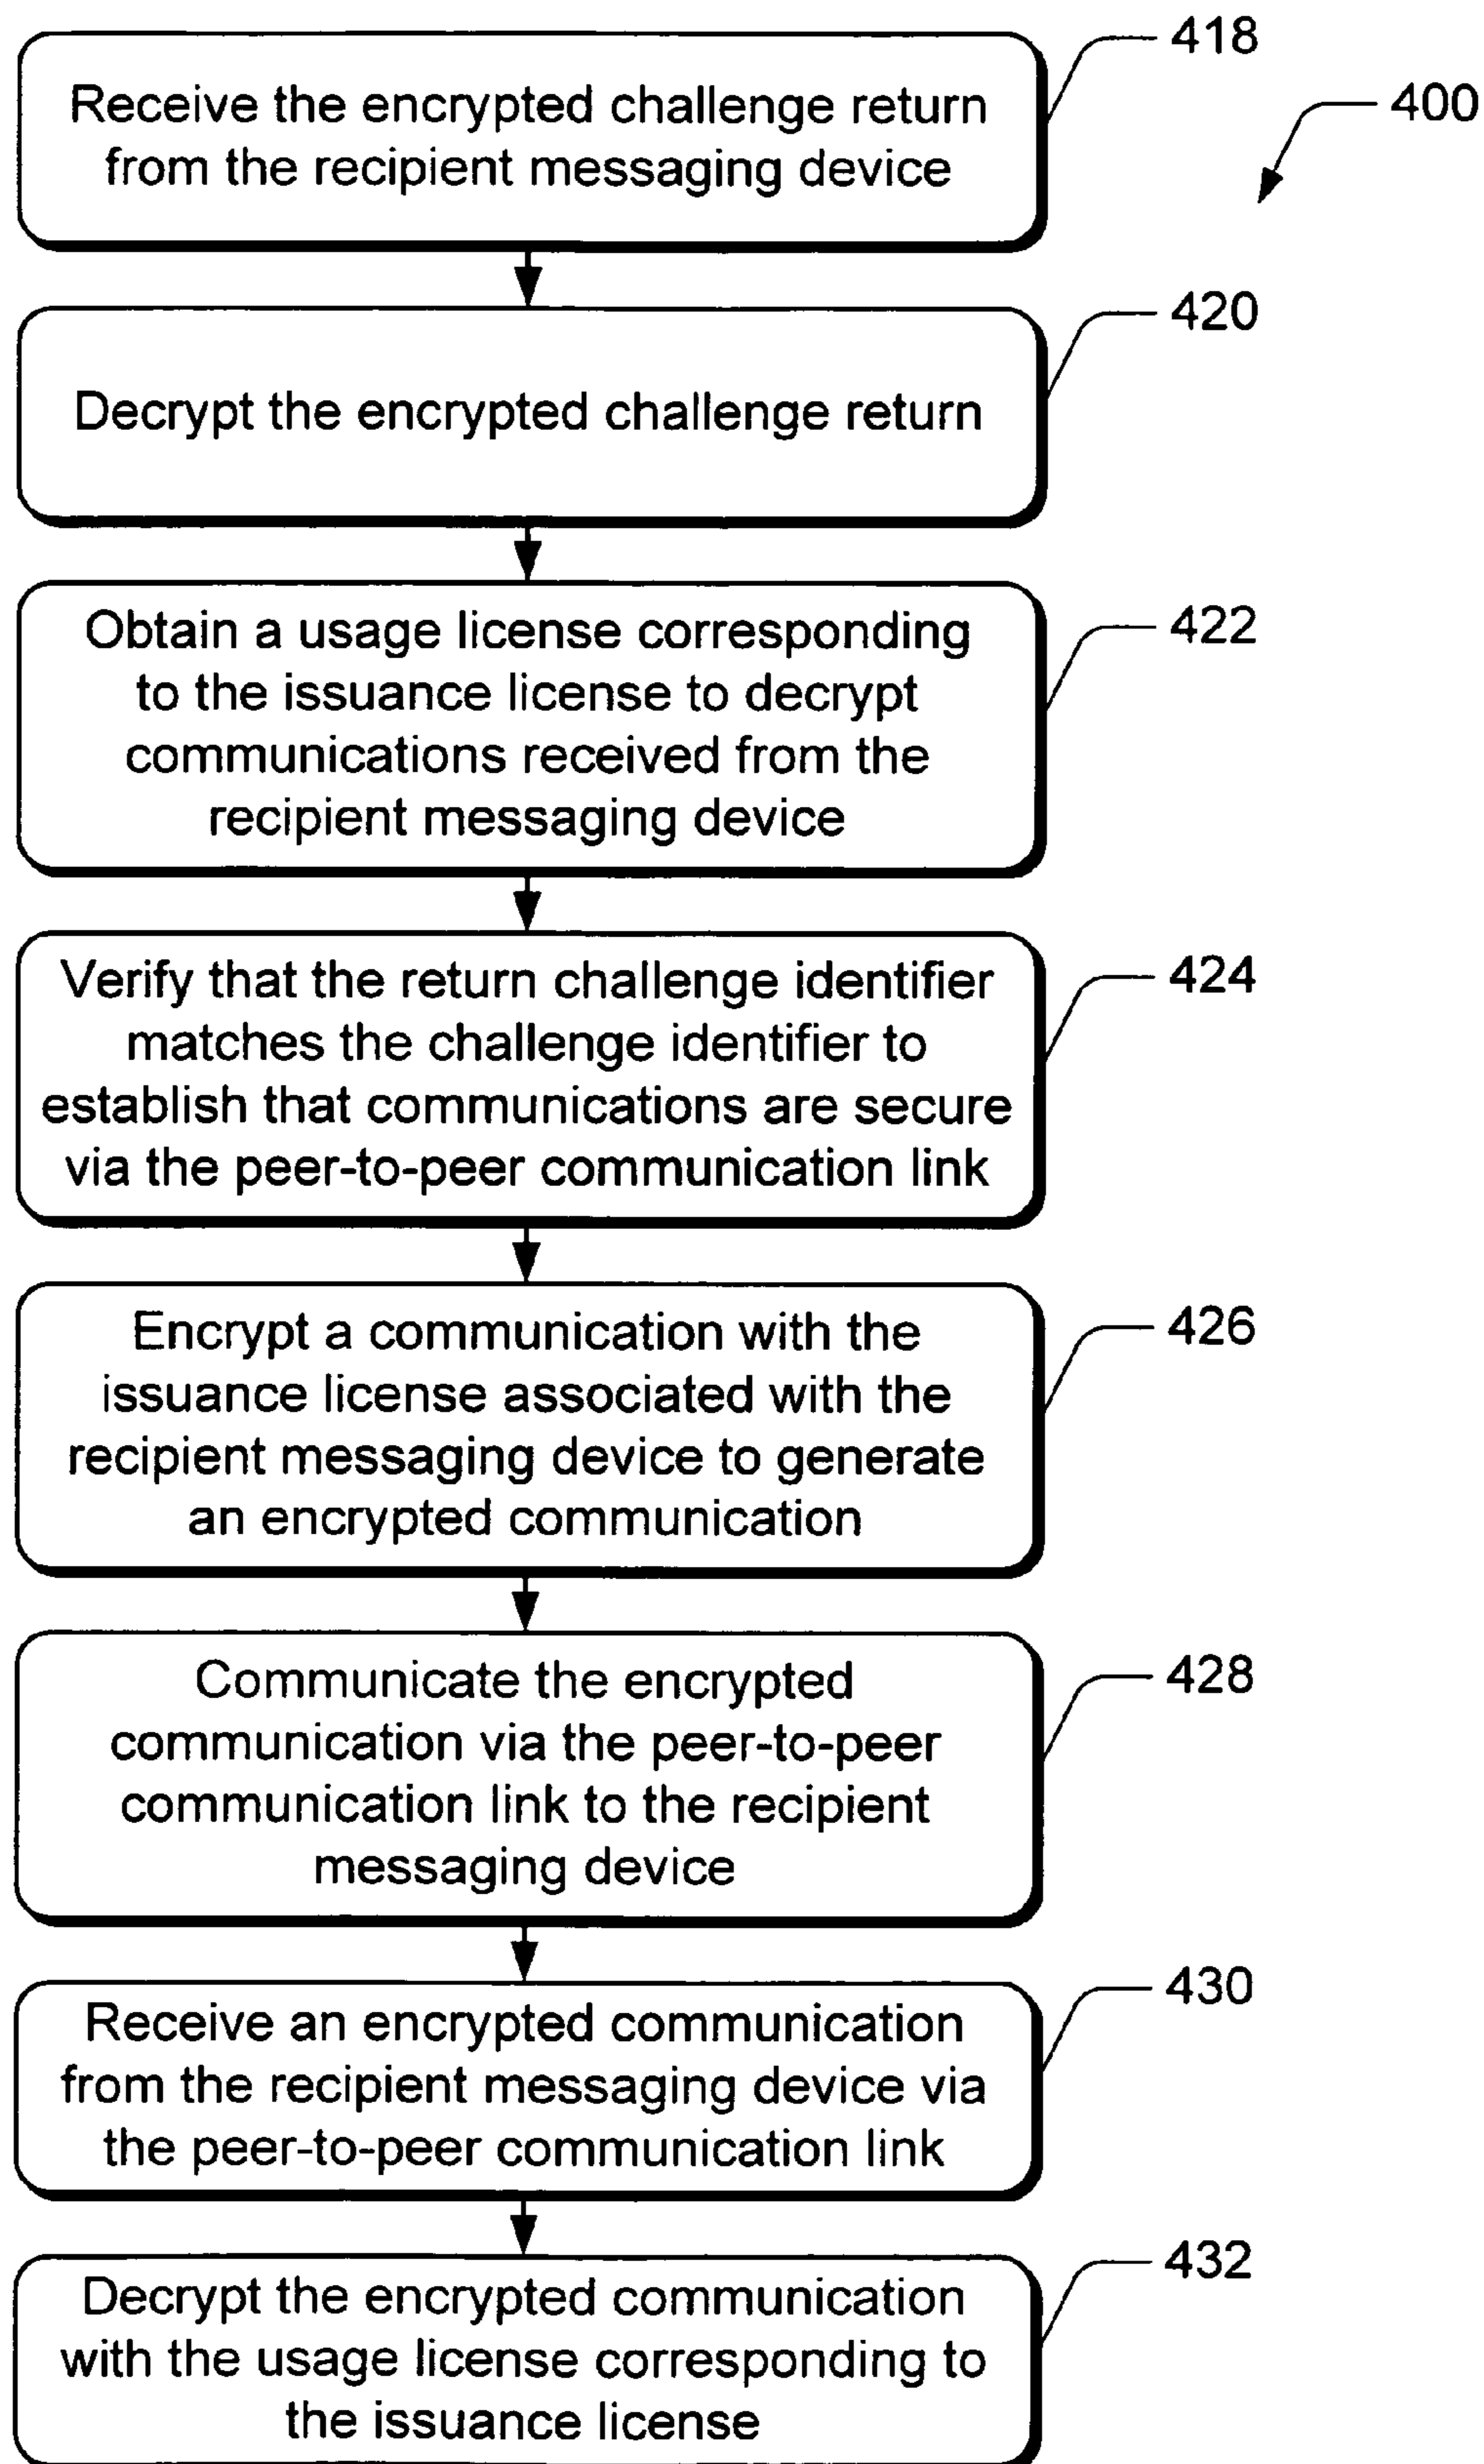 418
400
Receive the encrypted challenge return
from the recipient messaging device
420
Decrypt the encrypted challenge return
422
Obtain a usage license corresponding
to the issuance license to decrypt
communications received from the
recipient messaging device
424
Verify that the return challenge identifier
matches the challenge identifier to
establish that communications are secure
via the peer-to-peer communication link
426
Encrypt a communication with the
issuance license associated with the
recipient messaging device to generate
an encrypted communication
428
Communicate the encrypted
communication via the peer-to-peer
communication link to the recipient
messaging device
430
Receive an encrypted communication
from the recipient messaging device via
the peer-to-peer communication link
432
Decrypt the encrypted communication
with the usage license corresponding to
the issuance license